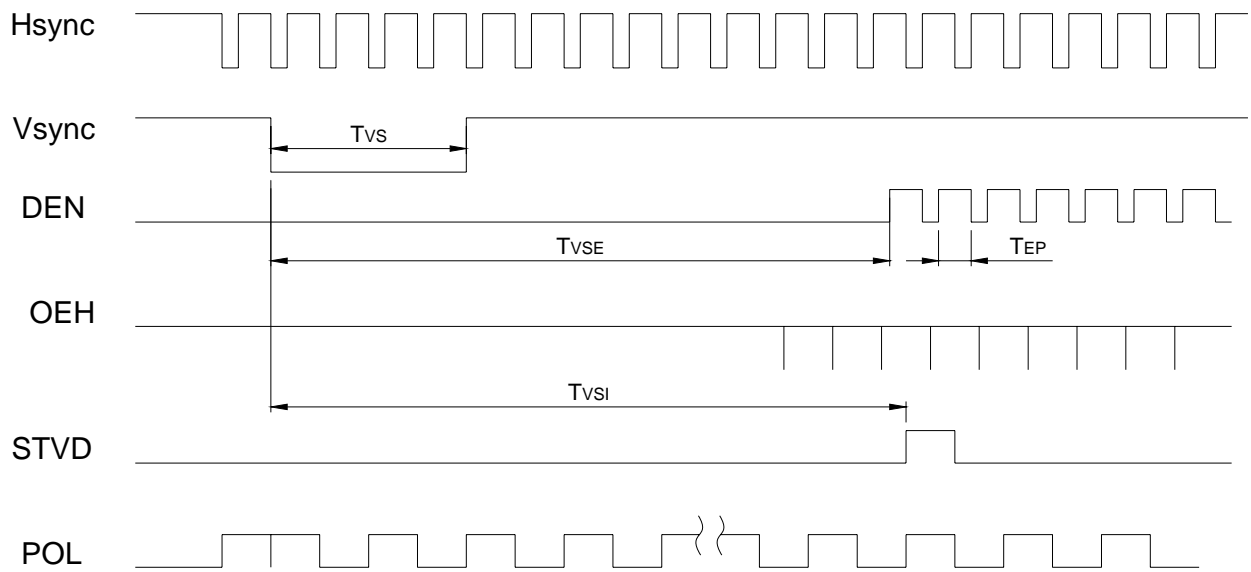 Hsync
Vsync
TVS
DEN
TVSE
TEP
OEH
TVSI
STVD
POL